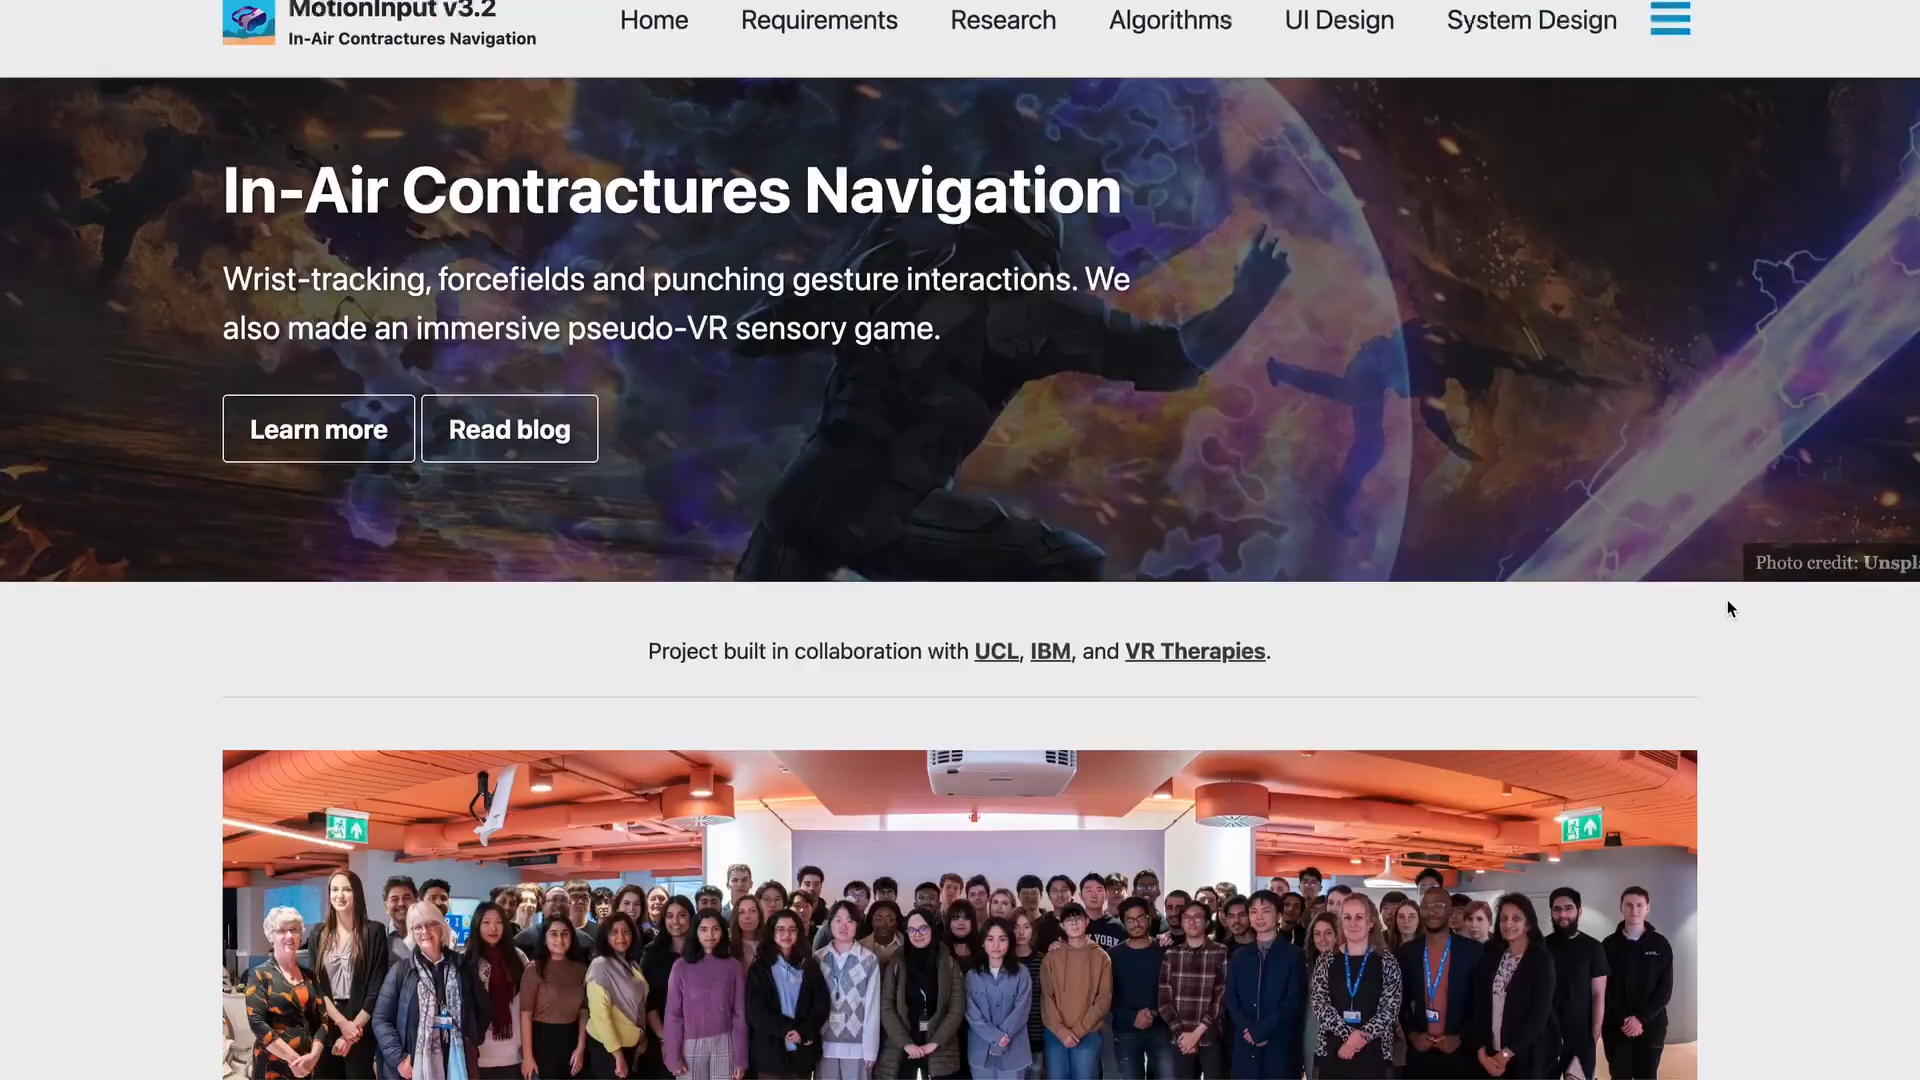 MotionInput v3.2
In-Air Contractures Navigation
Home
Requirements
Research
Algorithms
UI Design
System Design
In-Air Contractures Navigation
Wrist-tracking, forcefields and punching gesture interactions. We
also made an immersive pseudo-VR sensory game.
Learn more
Read blog
Photo credit:
Project built in collaboration with UCL, IBM, and VR Therapies.
YORK